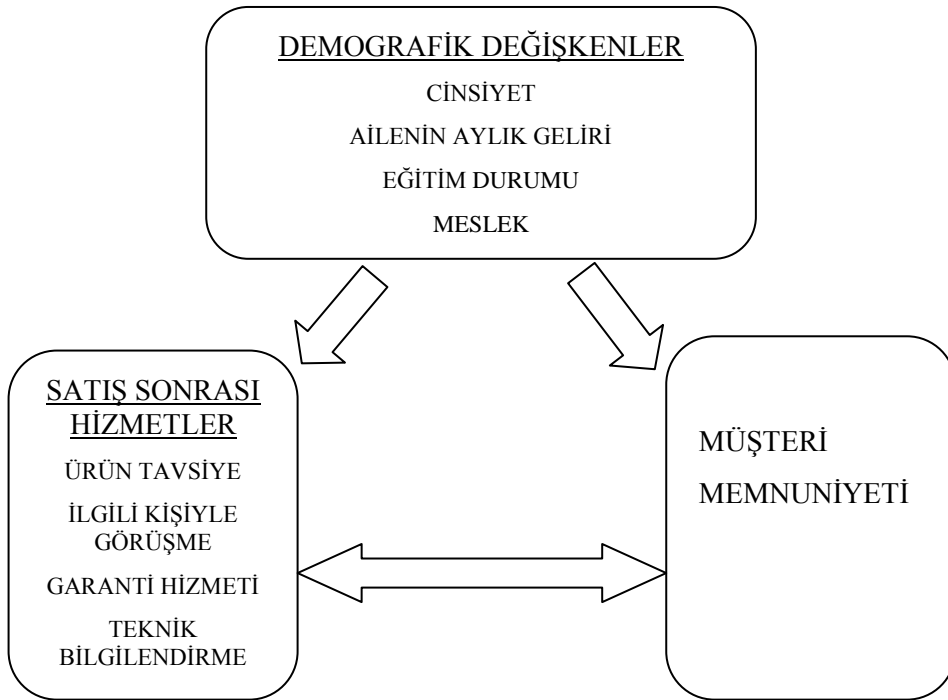 DEMOGRAFİK DEĞİŞKENLER
CİNSİYET
AİLENİN AYLIK GELİRİ
EĞİTİM DURUMU
MESLEK
SATIŞ SONRASI
HİZMETLER
ÜRÜN TAVSİYE
İLGİLİ KİŞİYLE
GÖRÜŞME
GARANTİ HİZMETİ
TEKNİK
BİLGİLENDİRME
MÜŞTERİ
MEMNUNİYETİ